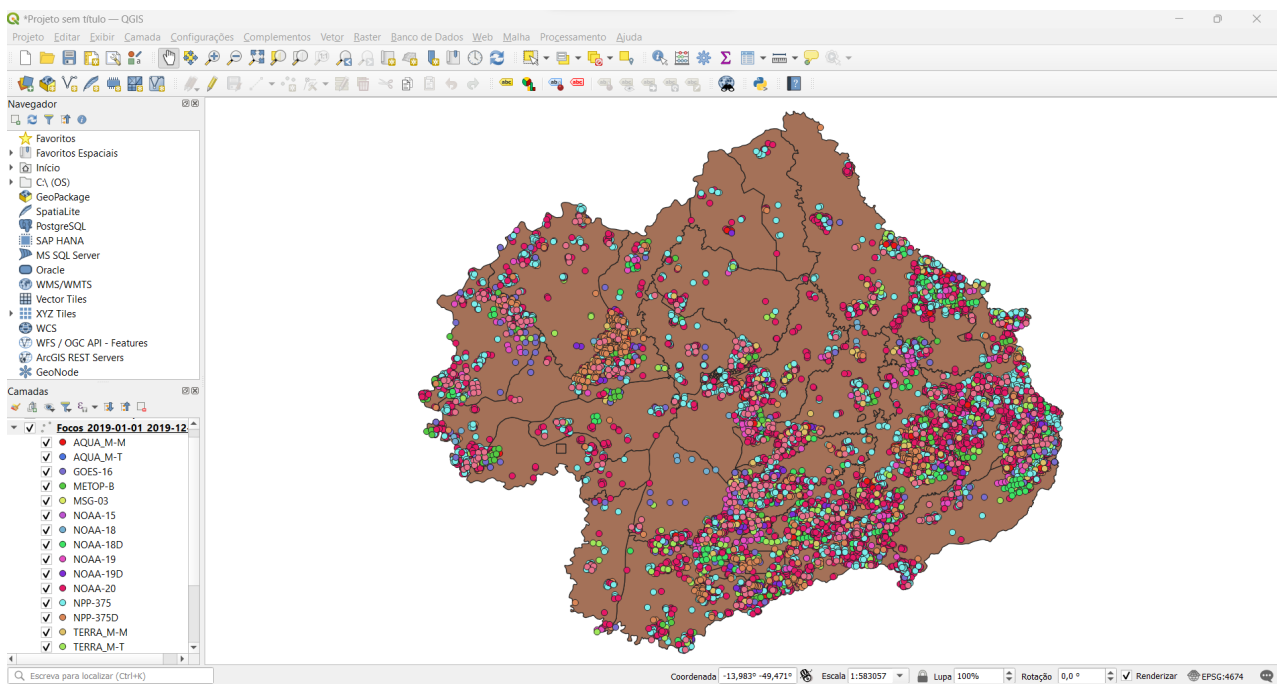 *Projeto sem título — QGIS
Projeto Editar Exibir Camada Configurações Complementos Vetor Raster Banco de Dados Web Malha Processamento Ajuda
Navegador
Favoritos
Favoritos Espaciais
Início
C:\ (OS)
GeoPackage
SpatiaLite
PostgreSQL
SAP HANA
MS SQL Server
Oracle
WMS/WMTS
Vector Tiles
XYZ Tiles
WCS
WFS / OGC API - Features
ArcGIS REST Servers
GeoNode
Camadas
Focos_2019-01-01_2019-12
AQUA_M-M
AQUA_M-T
GOES-16
METOP-B
MSG-03
NOAA-15
NOAA-18
NOAA-18D
NOAA-19
NOAA-19D
NOAA-20
NPP-375
NPP-375D
TERRA_M-M
TERRA_M-T
Escreva para localizar (Ctrl+K)
Coordenada -13,983° -49,471° Escala 1:583057 Lupa 100% Rotação 0,0 ° Renderizar EPSG:4674